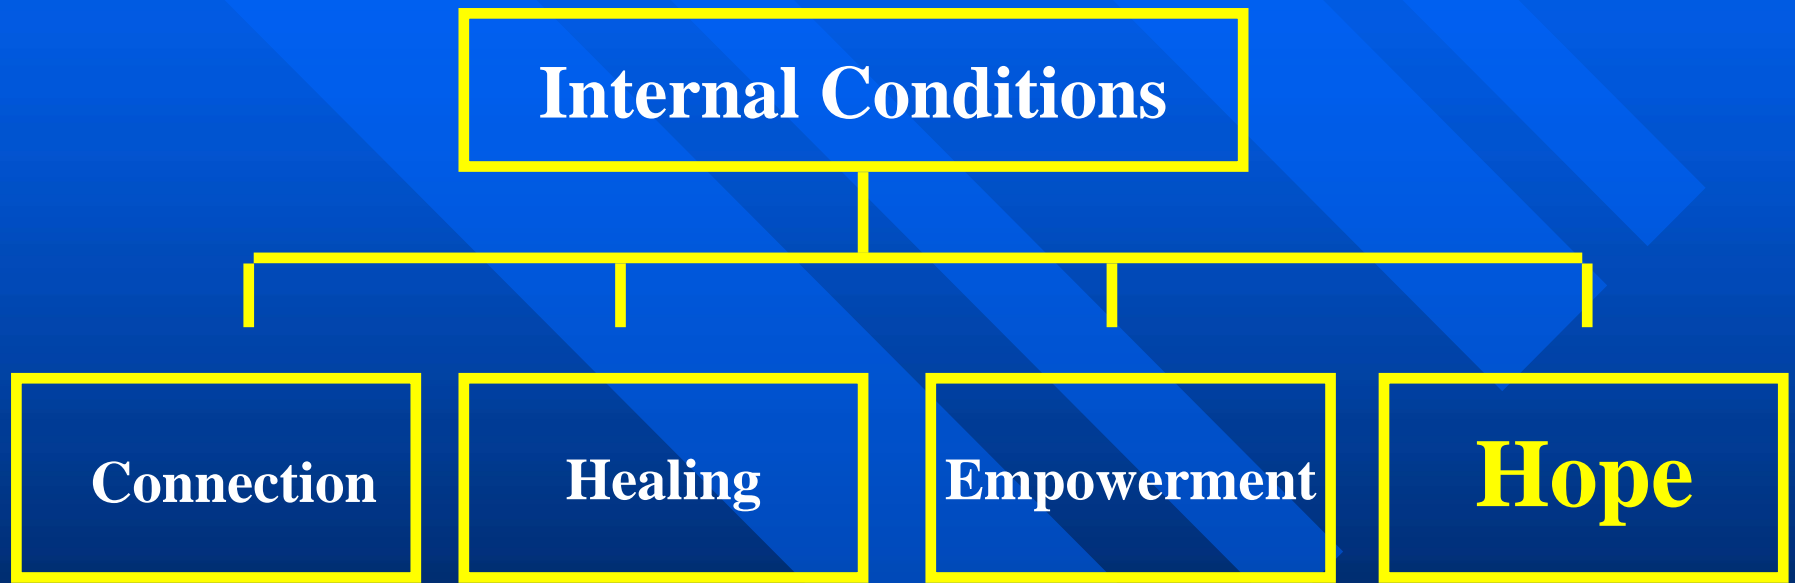 Internal Conditions
Connection
Healing
Empowerment
Hope